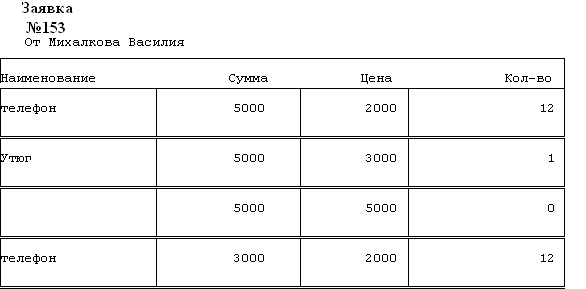 Заявка
№153
От Михалкова Василия
Наименование Сумма Цена Кол-во
телефон 5000 2000 12
Утюг 5000 3000 1
5000 5000 0
телефон 3000 2000 12